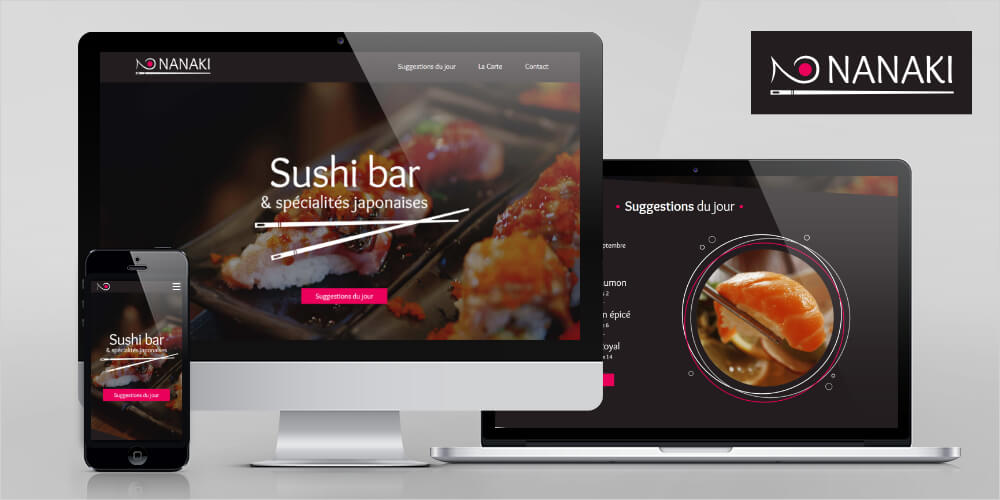 NANAKI
Suggestions du jour
La Carte
Contact
Sushi bar
& spécialités japonaises
Suggestions du jour
Sushi bar
& spécialités japonaises
Suggestions du jour
NANAKI
• Suggestions du jour •
eptembre
umon
s 2
n épicé
s 6
oyal
s 14